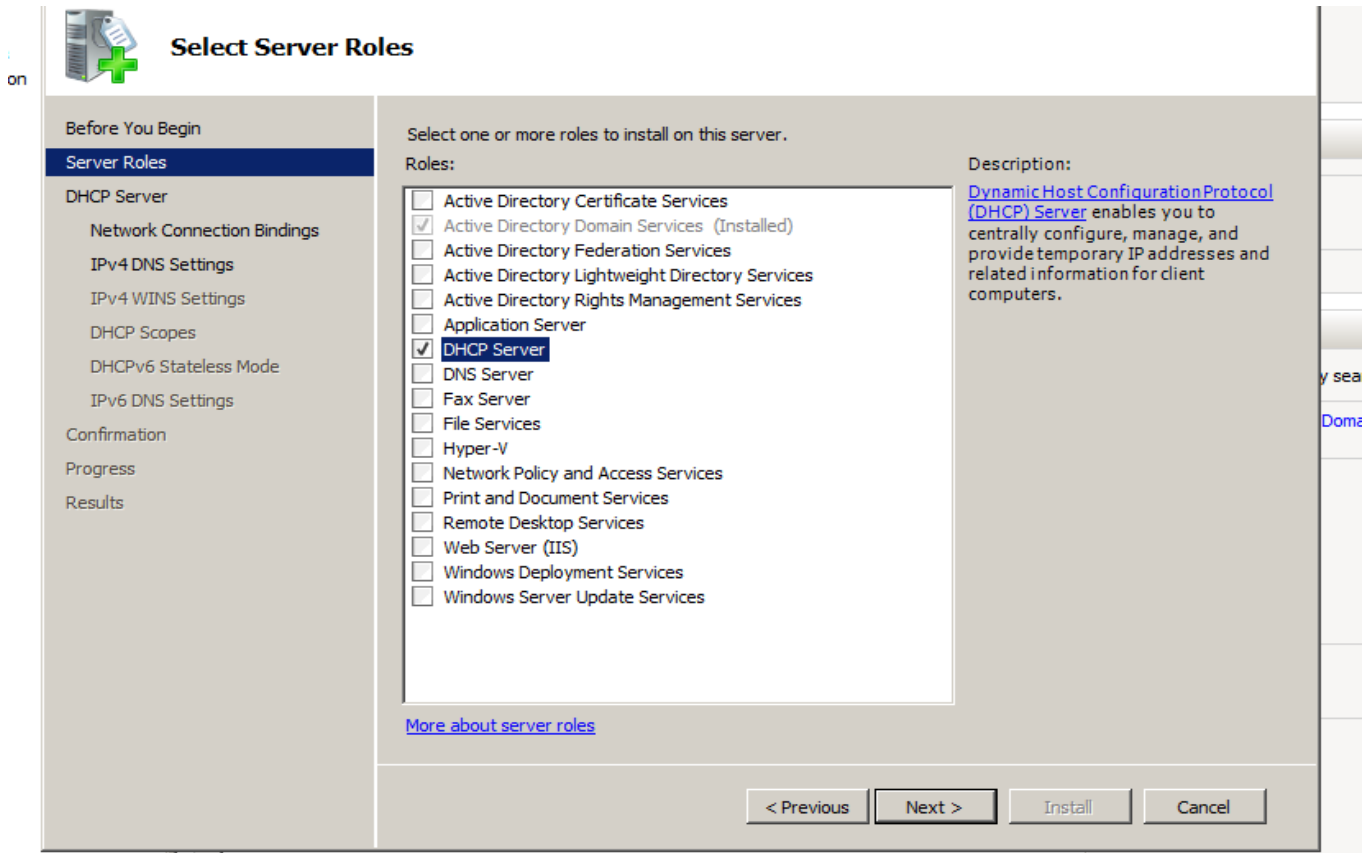 Select Server Roles
on
Before You Begin
Server Roles
DHCP Server
Network Connection Bindings
IPv4 DNS Settings
IPv4 WINS Settings
DHCP Scopes
DHCPv6 Stateless Mode
IPv6 DNS Settings
Confirmation
Progress
Results
Select one or more roles to install on this server.
Roles:
Active Directory Certificate Services
Active Directory Domain Services (Installed)
Active Directory Federation Services
Active Directory Lightweight Directory Services
Active Directory Rights Management Services
Application Server
DHCP Server
DNS Server
Fax Server
File Services
Hyper-V
Network Policy and Access Services
Print and Document Services
Remote Desktop Services
Web Server (IIS)
Windows Deployment Services
Windows Server Update Services
More about server roles
Description:
Dynamic Host Configuration Protocol
(DHCP) Server enables you to
centrally configure, manage, and
provide temporary IP addresses and
related information for client
computers.
y sea
Doma
< Previous
Next >
Install
Cancel